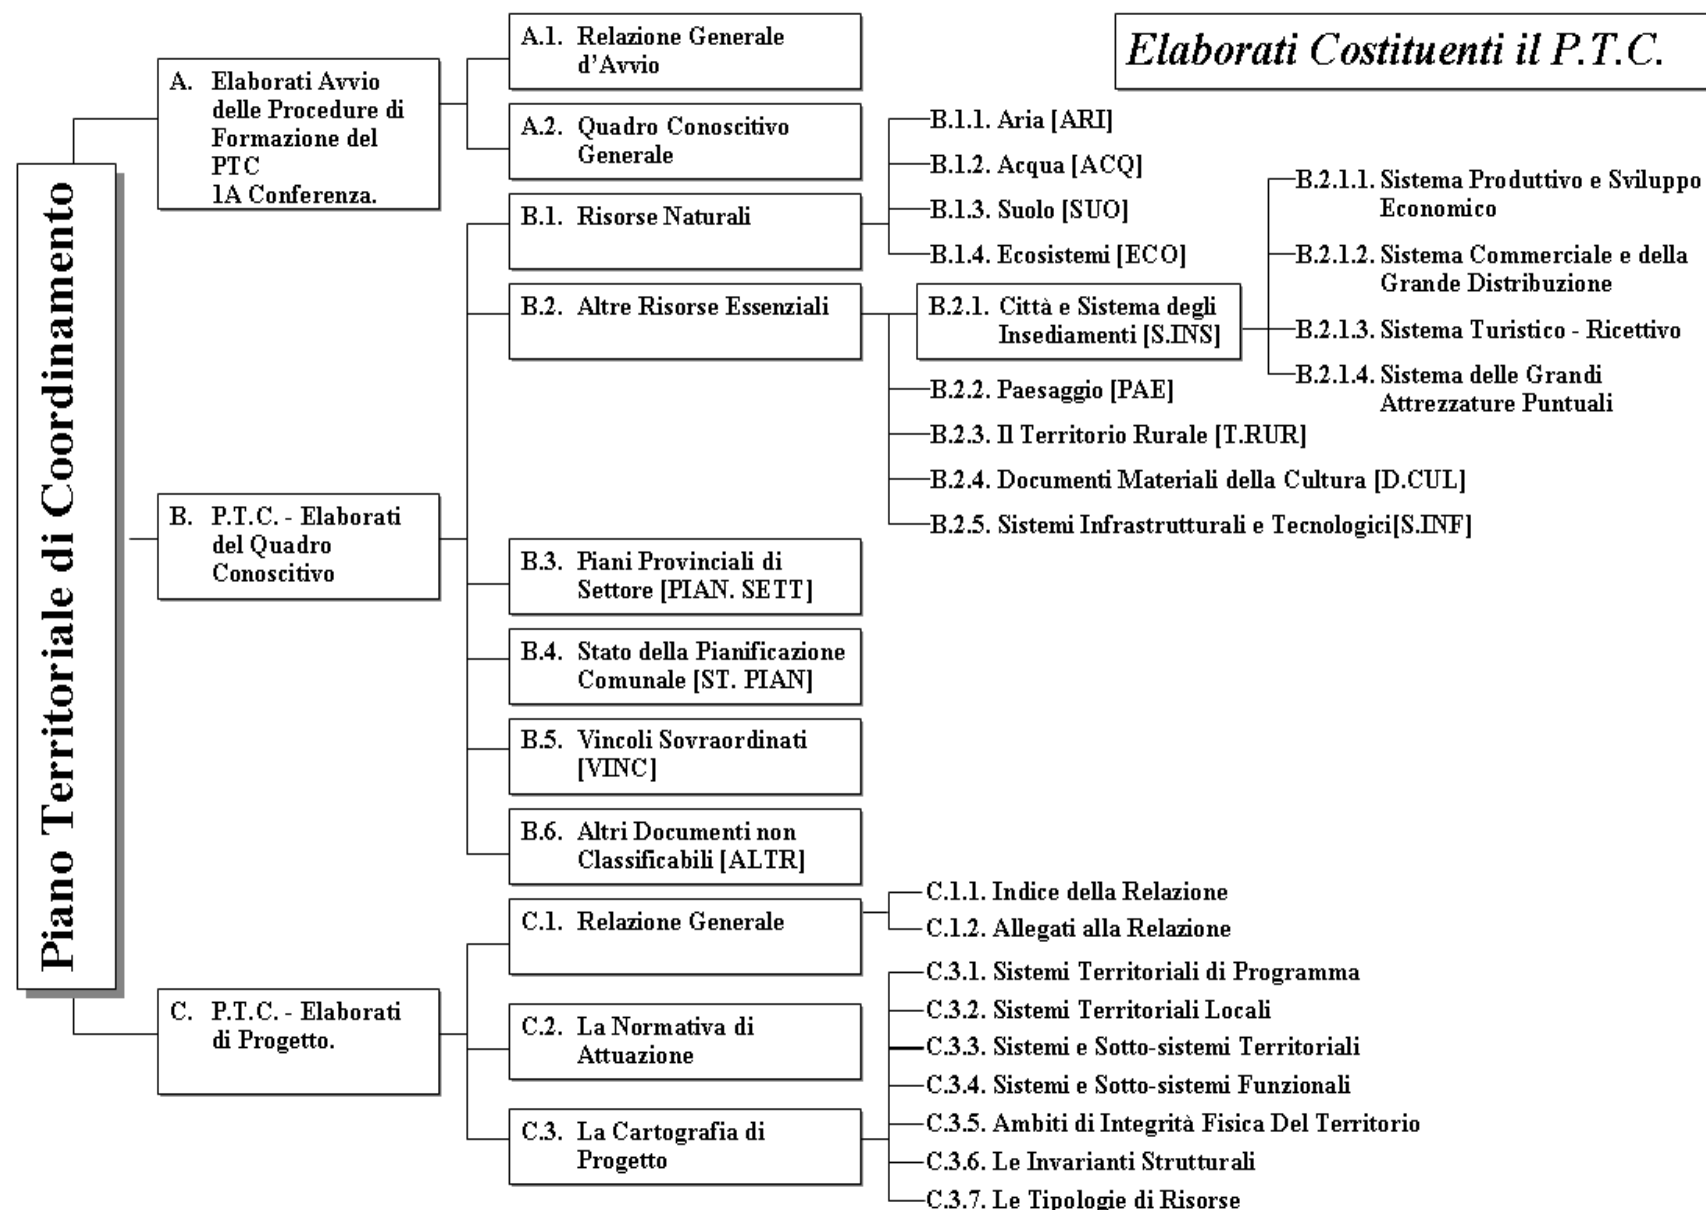 Elaborati Costituenti il P.T.C.
Piano Territoriale di Coordinamento
A. Elaborati Avvio
delle Procedure di
Formazione del
PTC
1A Conferenza.
A.1. Relazione Generale
d'Avvio
A.2. Quadro Conoscitivo
Generale
B. P.T.C. - Elaborati
del Quadro
Conoscitivo
B.1. Risorse Naturali
B.1.1. Aria [ARI]
B.1.2. Acqua [ACQ]
B.1.3. Suolo [SUO]
B.1.4. Ecosistemi [ECO]
B.2. Altre Risorse Essenziali
B.2.1. Città e Sistema degli
Insediamenti [S.INS]
B.2.1.1. Sistema Produttivo e Sviluppo
Economico
B.2.1.2. Sistema Commerciale e della
Grande Distribuzione
B.2.1.3. Sistema Turistico - Ricettivo
B.2.1.4. Sistema delle Grandi
Attrezzature Puntuali
B.2.2. Paesaggio [PAE]
B.2.3. Il Territorio Rurale [T.RUR]
B.2.4. Documenti Materiali della Cultura [D.CUL]
B.2.5. Sistemi Infrastrutturali e Tecnologici[S.INF]
B.3. Piani Provinciali di
Settore [PIAN. SETT]
B.4. Stato della Pianificazione
Comunale [ST. PIAN]
B.5. Vincoli Sovraordinati
[VINC]
B.6. Altri Documenti non
Classificabili [ALTR]
C. P.T.C. - Elaborati
di Progetto.
C.1. Relazione Generale
C.1.1. Indice della Relazione
C.1.2. Allegati alla Relazione
C.2. La Normativa di
Attuazione
C.3. La Cartografia di
Progetto
C.3.1. Sistemi Territoriali di Programma
C.3.2. Sistemi Territoriali Locali
C.3.3. Sistemi e Sotto-sistemi Territoriali
C.3.4. Sistemi e Sotto-sistemi Funzionali
C.3.5. Ambiti di Integrità Fisica Del Territorio
C.3.6. Le Invarianti Strutturali
C.3.7. Le Tipologie di Risorse